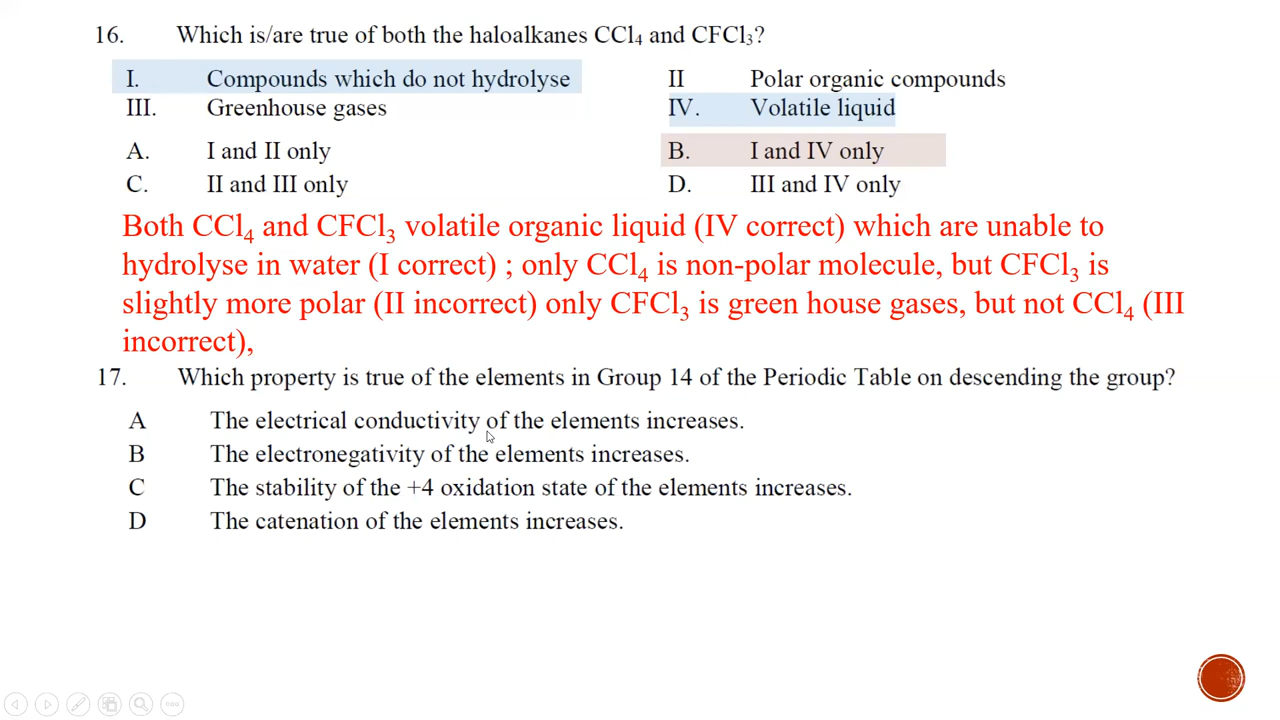 16. Which is/are true of both the haloalkanes CCl₄ and CFCl₃?
I. Compounds which do not hydrolyse II Polar organic compounds
III. Greenhouse gases IV. Volatile liquid
A. I and II only B. I and IV only
C. II and III only D. III and IV only
Both CCl₄ and CFCl₃ volatile organic liquid (IV correct) which are unable to
hydrolyse in water (I correct) ; only CCl₄ is non-polar molecule, but CFCl₃ is
slightly more polar (II incorrect) only CFCl₃ is green house gases, but not CCl₄ (III
incorrect),
17. Which property is true of the elements in Group 14 of the Periodic Table on descending the group?
A The electrical conductivity of the elements increases.
B The electronegativity of the elements increases.
C The stability of the +4 oxidation state of the elements increases.
D The catenation of the elements increases.